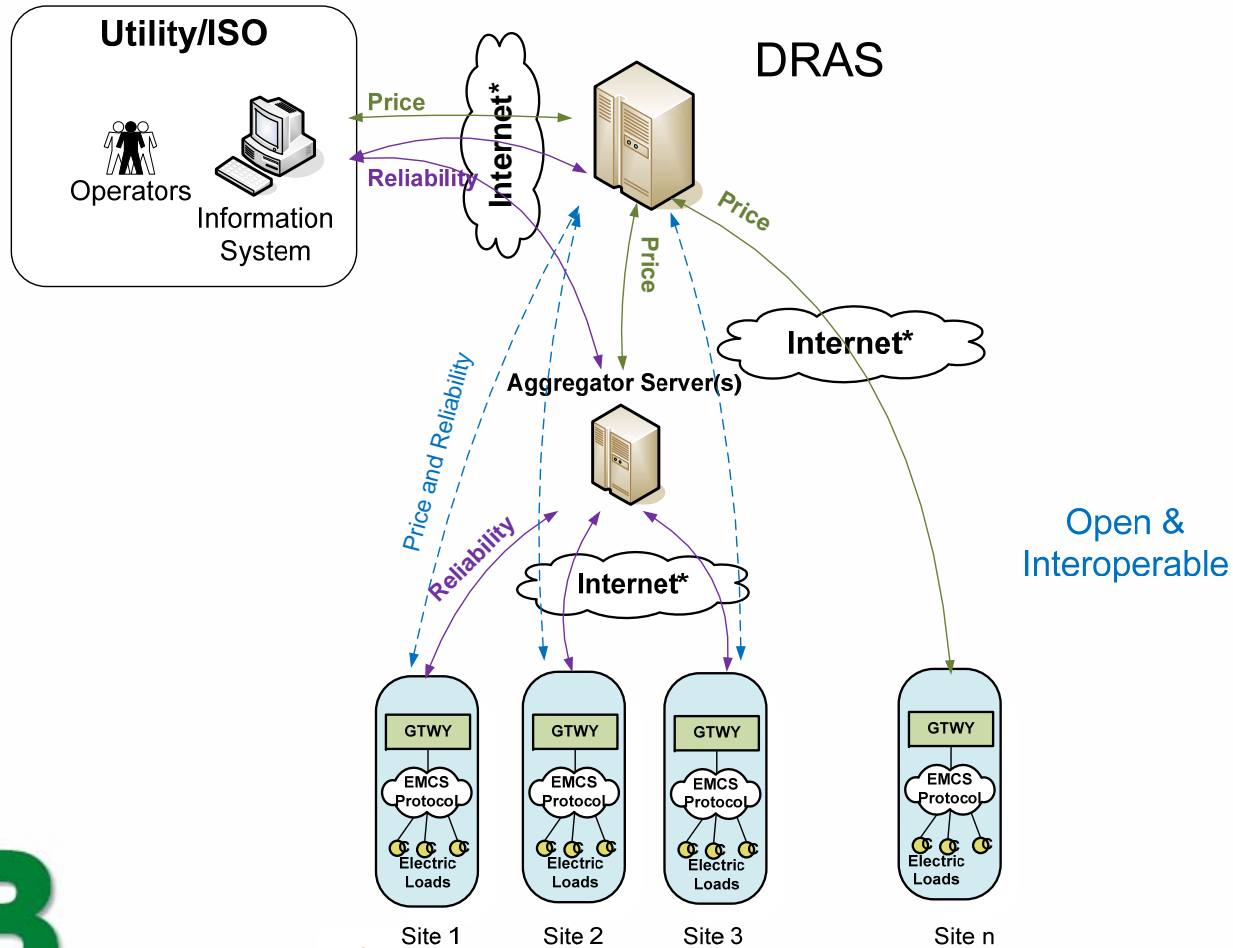 Utility/ISO
Operators
Information
System
Price
Reliability
Internet*
DRAS
Price
Price
Internet*
Aggregator Server(s)
Price and Reliability
Reliability
Internet*
Open &
Interoperable
GTWY
EMCS
Protocol
C C C
Electric
Loads
Site 1
GTWY
EMCS
Protocol
C C C
Electric
Loads
Site 2
GTWY
EMCS
Protocol
C C C
Electric
Loads
Site 3
GTWY
EMCS
Protocol
C C C
Electric
Loads
Site n